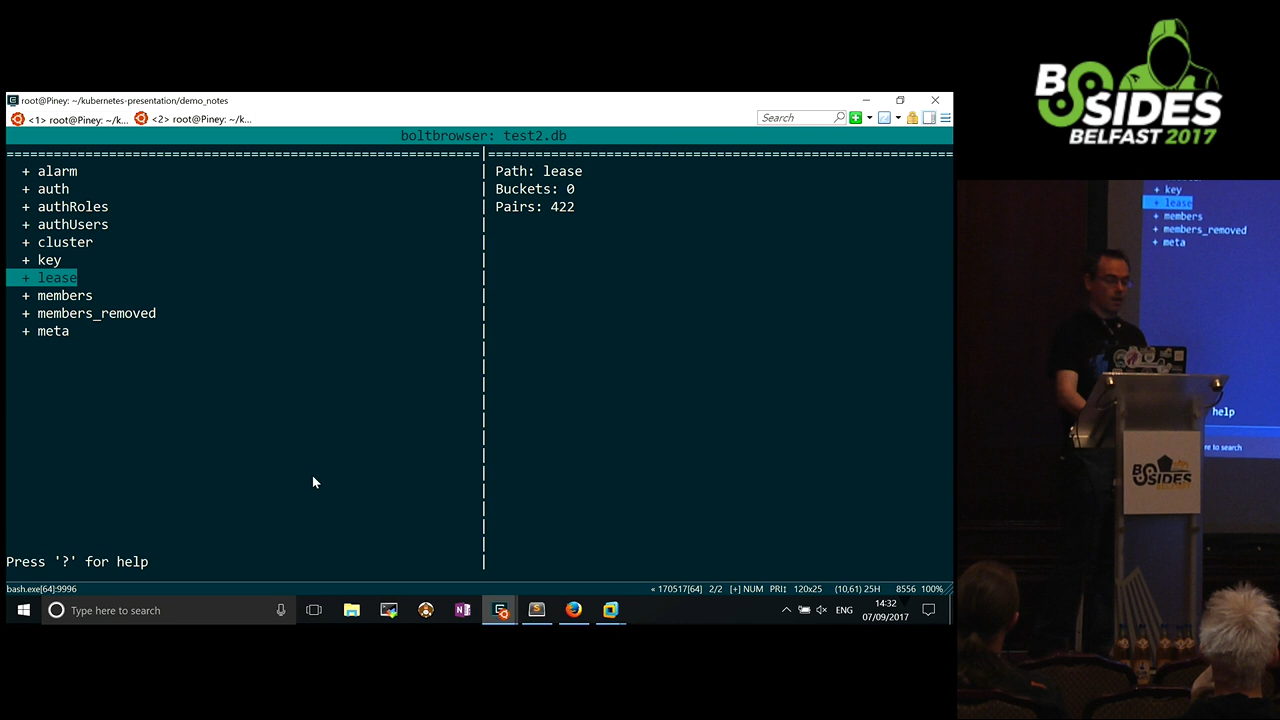 root@Piney: ~/kubernetes-presentation/demo_notes
<1> root@Piney: ~/k...
<2> root@Piney: ~/k...
Search
boltbrowser: test2.db
+ alarm
+ auth
+ authRoles
+ authUsers
+ cluster
+ key
+ lease
+ members
+ members_removed
+ meta
Path: lease
Buckets: 0
Pairs: 422
Press '?' for help
bash.exe[64]:9996
« 170517[64] 2/2 [+] NUM PRI↕ 120x25 (10,61) 25H 8556 100%
Type here to search
ENG
14:32
07/09/2017
BSIDES
BELFAST 2017
+ key
+ lease
+ members
+ members_removed
+ meta
help
re to search
BSIDES